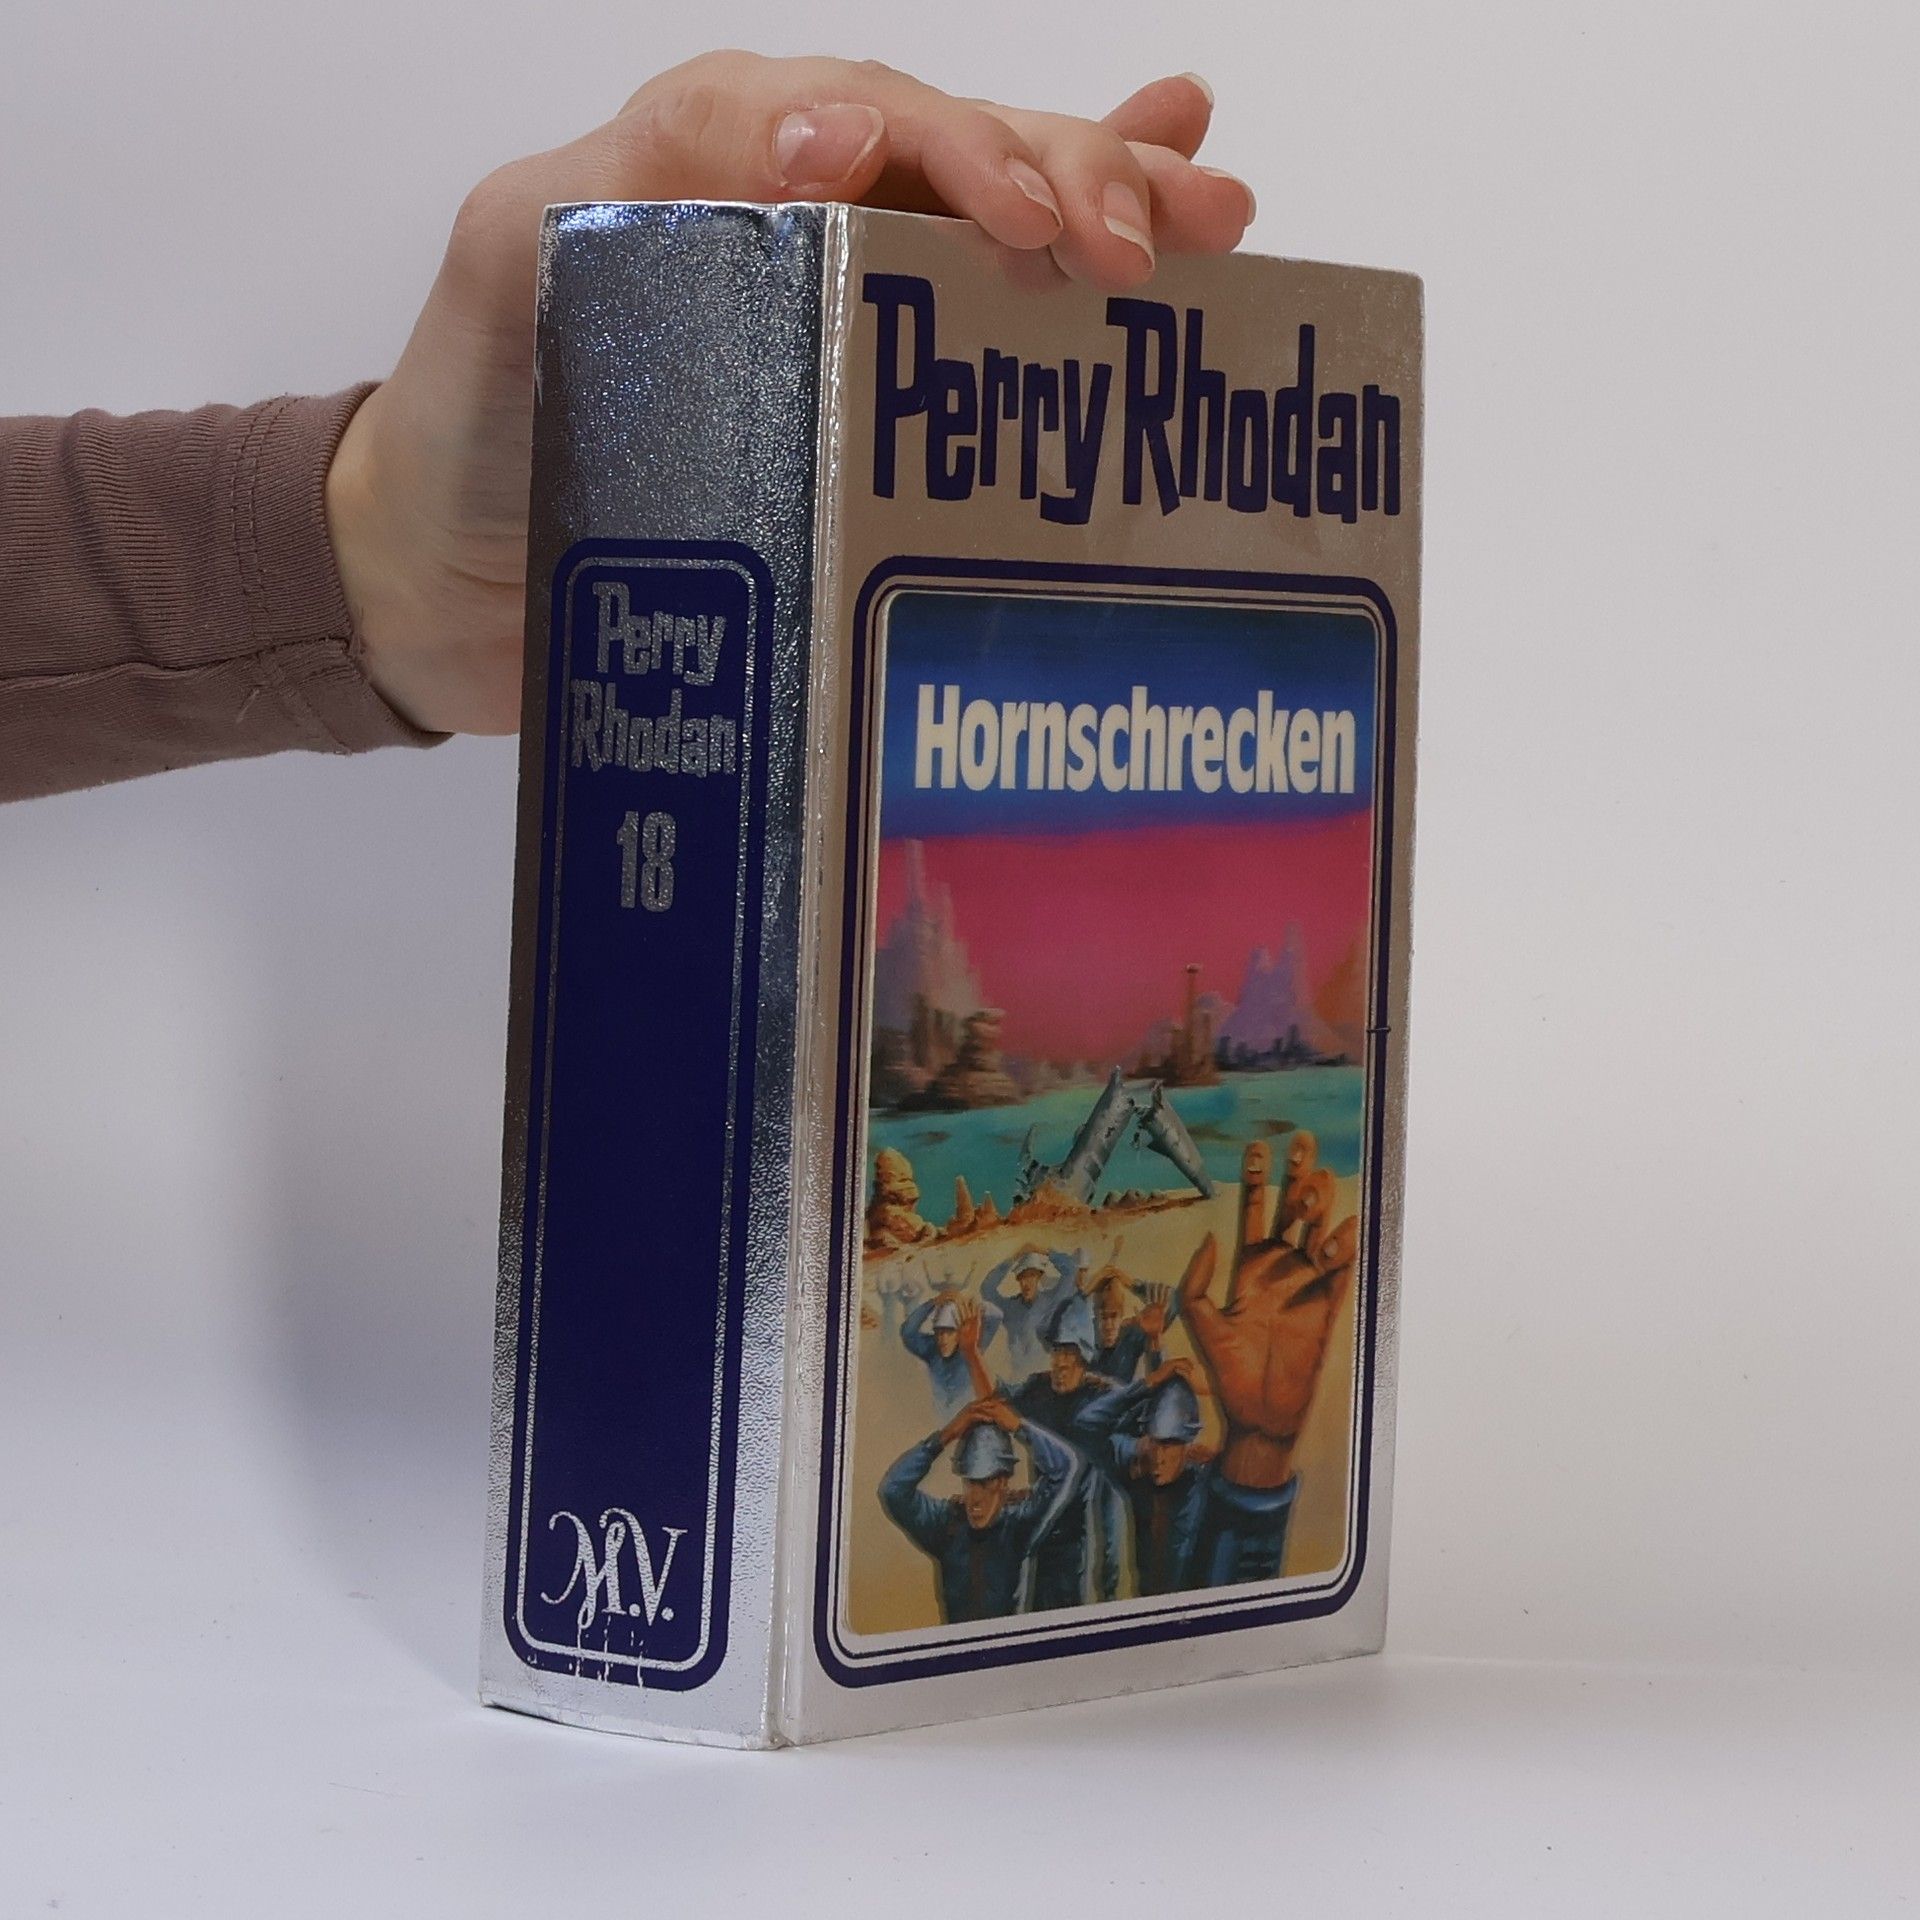 Perry Rhodan
Hornschrecken
Perry
Rhodan
18
M.V.